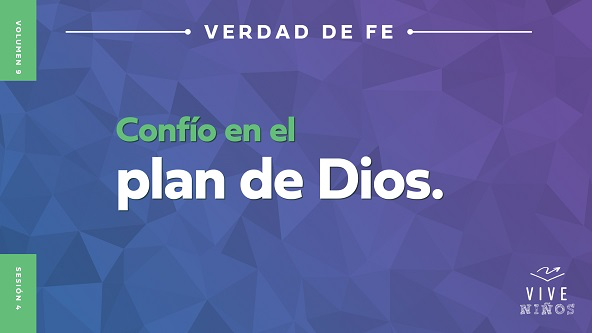 VERDAD DE FE
VOLUMEN 9
Confío en el
plan de Dios.
SESIÓN 4
VIVE
NIÑOS